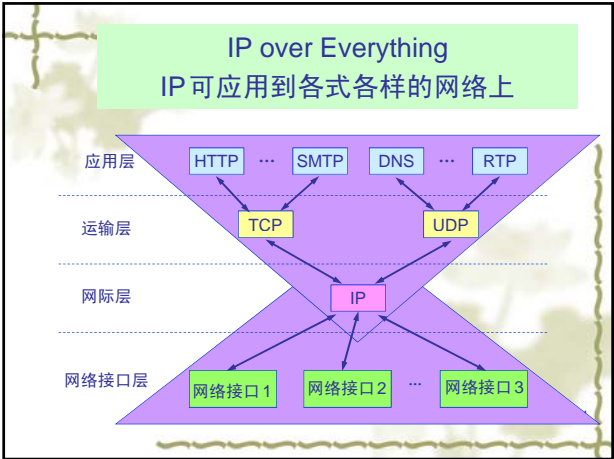 IP over Everything
IP可应用到各式各样的网络上
应用层 HTTP … SMTP DNS … RTP
运输层 TCP UDP
网际层 IP
网络接口层 网络接口1 网络接口2 … 网络接口3